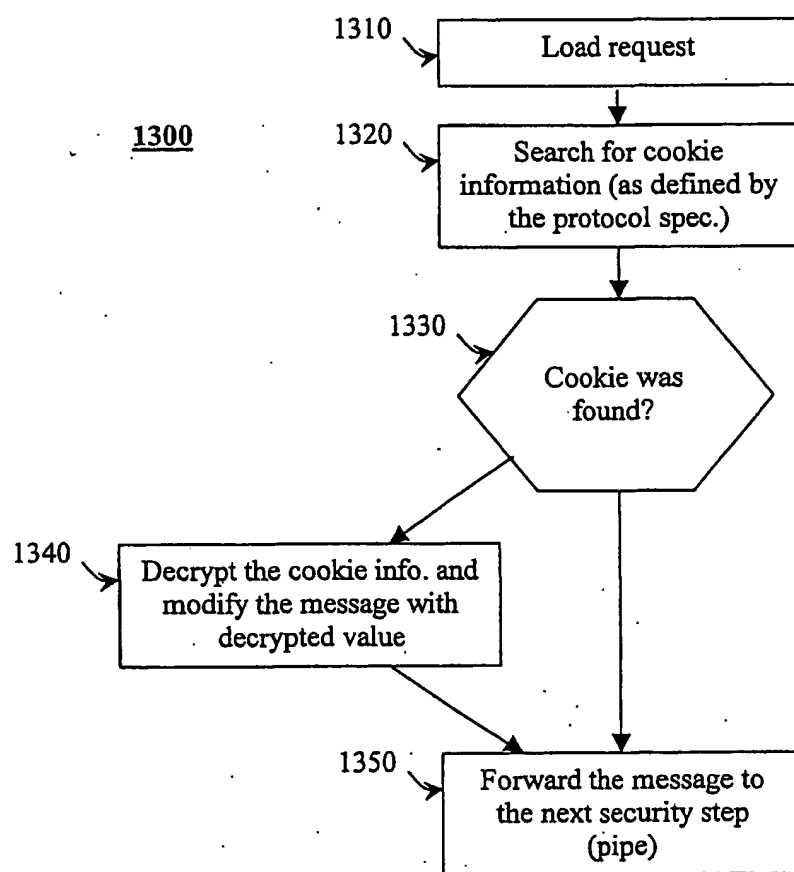 1310
Load request
1300
1320
Search for cookie
information (as defined by
the protocol spec.)
1330
Cookie was
found?
1340
Decrypt the cookie info. and
modify the message with
decrypted value
1350
Forward the message to
the next security step
(pipe)